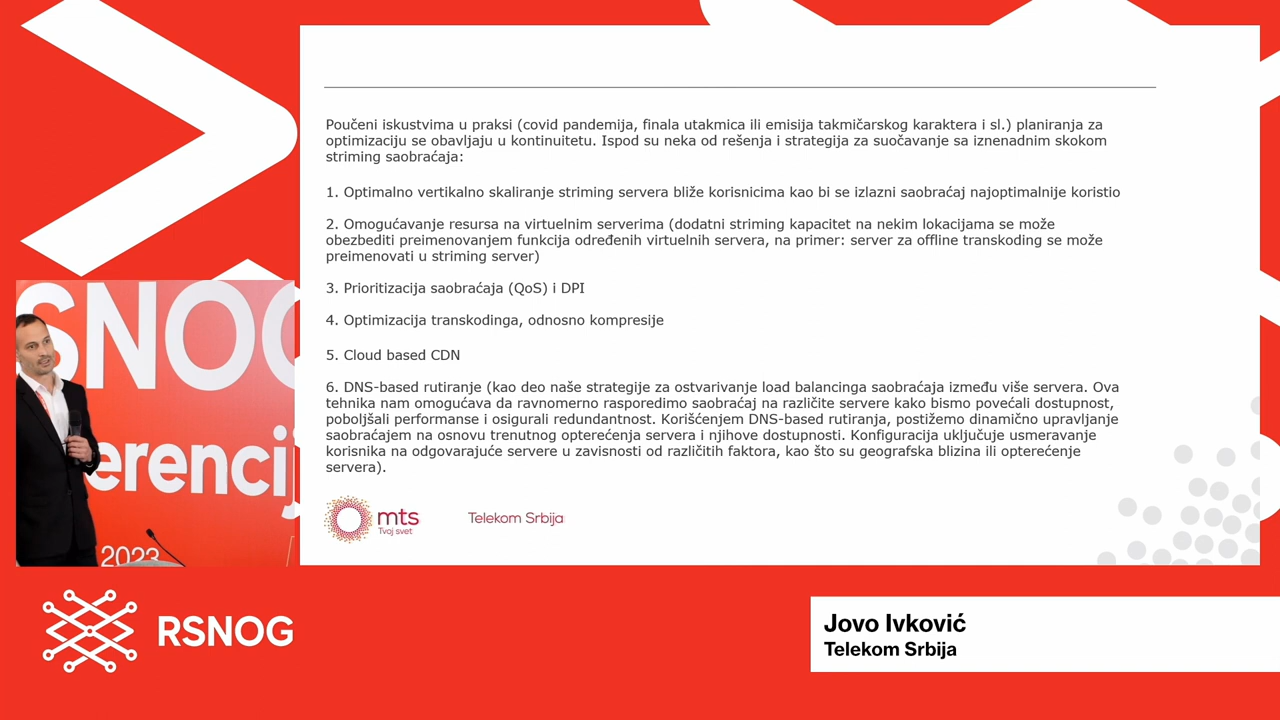 Poučeni iskustvima u praksi (covid pandemija, finala utakmica ili emisija takmičarskog karaktera i sl.) planiranja za
optimizaciju se obavljaju u kontinuitetu. Ispod su neka od rešenja i strategija za suočavanje sa iznenadnim skokom
striming saobraćaja:
1. Optimalno vertikalno skaliranje striming servera bliže korisnicima kao bi se izlazni saobraćaj najoptimalnije koristio
2. Omogućavanje resursa na virtuelnim serverima (dodatni striming kapacitet na nekim lokacijama se može
obezbediti preimenovanjem funkcija određenih virtuelnih servera, na primer: server za offline transkoding se može
preimenovati u striming server)
3. Prioritizacija saobraćaja (QoS) i DPI
4. Optimizacija transkodinga, odnosno kompresije
5. Cloud based CDN
6. DNS-based rutiranje (kao deo naše strategije za ostvarivanje load balancinga saobraćaja između više servera. Ova
tehnika nam omogućava da ravnomerno rasporedimo saobraćaj na različite servere kako bismo povećali dostupnost,
poboljšali performanse i osigurali redundantnost. Korišćenjem DNS-based rutiranja, postižemo dinamično upravljanje
saobraćajem na osnovu trenutnog opterećenja servera i njihove dostupnosti. Konfiguracija uključuje usmeravanje
korisnika na odgovarajuće servere u zavisnosti od različitih faktora, kao što su geografska blizina ili opterećenje
servera).
mts
Tvoj svet
Telekom Srbija
SNOG
erencij
2023
RSNOG
Jovo Ivković
Telekom Srbija